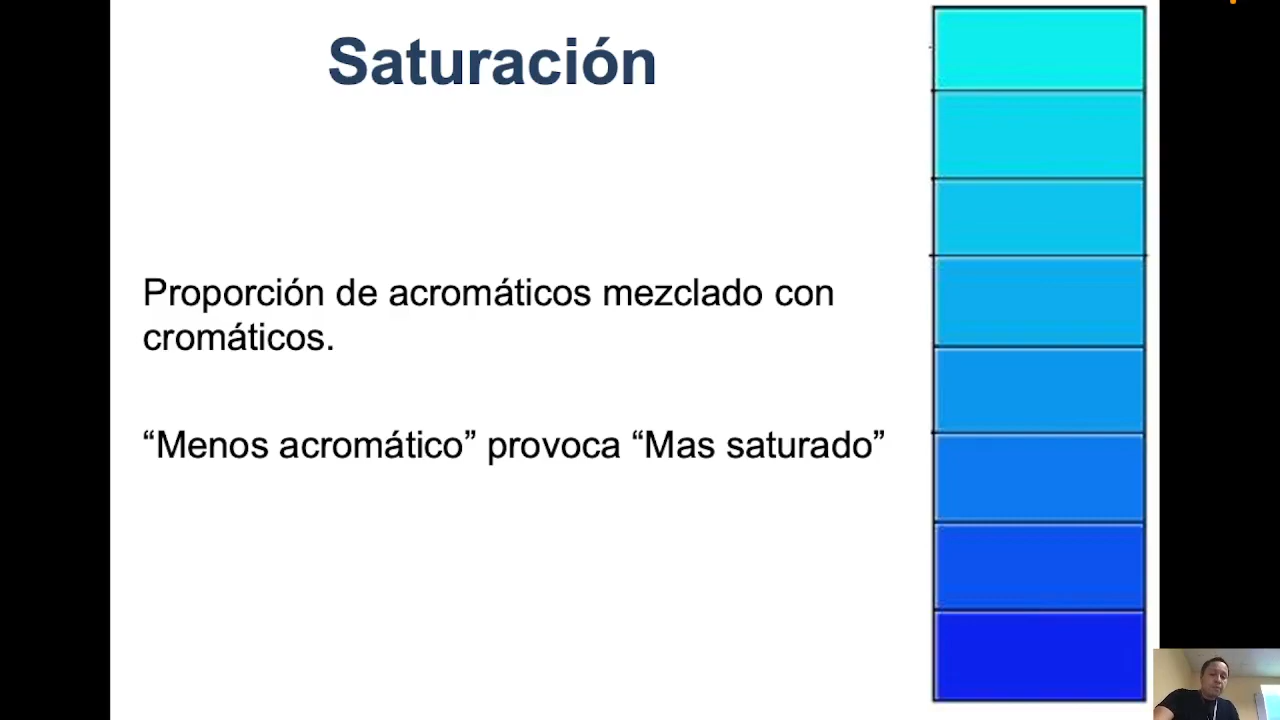 Saturación
Proporción de acromáticos mezclado con
cromáticos.
“Menos acromático” provoca “Mas saturado”